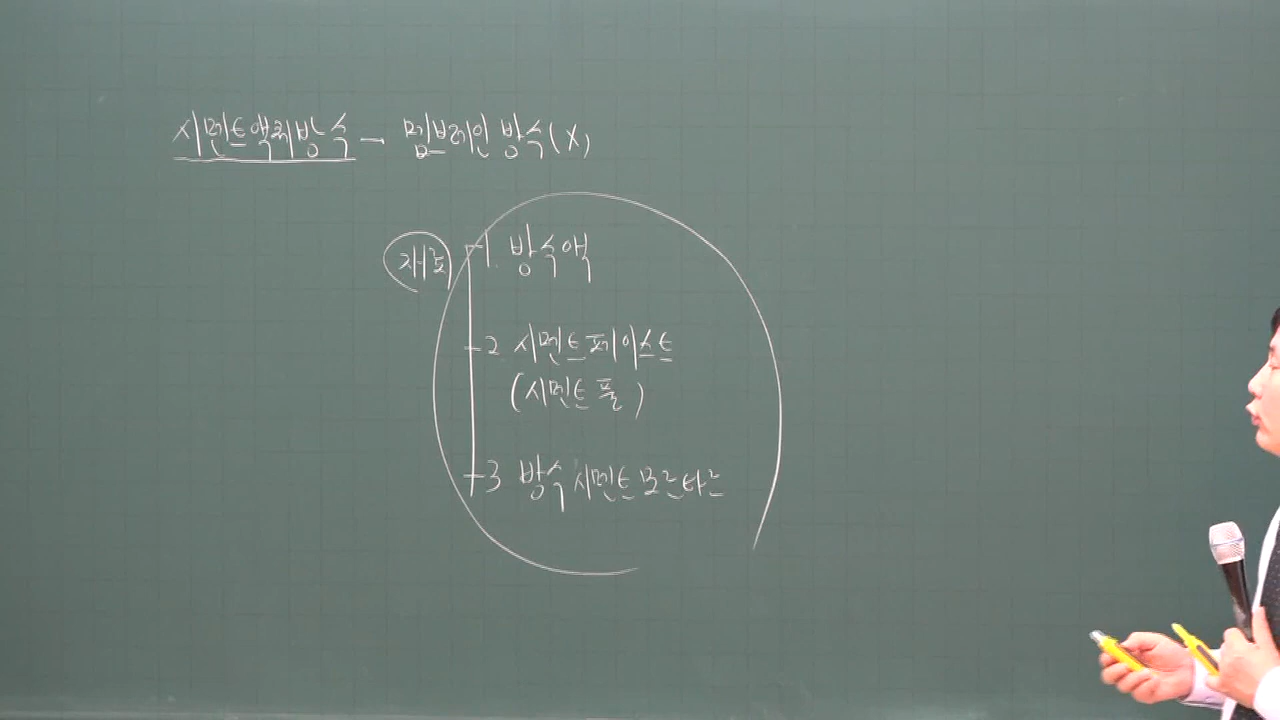 시멘트액체방수 → 멤브레인 방수(X)
재료
1. 방수액
2 시멘트페이스트
(시멘트풀)
3 방수시멘트모르타르